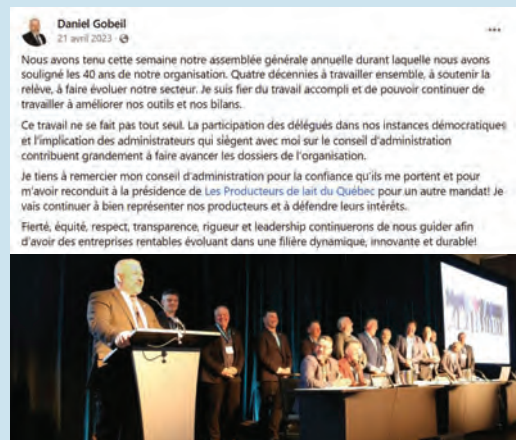 Daniel Gobeil
21 avril 2023 ·
Nous avons tenu cette semaine notre assemblée générale annuelle durant laquelle nous avons
souligné les 40 ans de notre organisation. Quatre décennies à travailler ensemble, à soutenir la
relève, à faire évoluer notre secteur. Je suis fier du travail accompli et de pouvoir continuer de
travailler à améliorer nos outils et nos bilans.
Ce travail ne se fait pas tout seul. La participation des délégués dans nos instances démocratiques
et l'implication des administrateurs qui siègent avec moi sur le conseil d'administration
contribuent grandement à faire avancer les dossiers de l'organisation.
Je tiens à remercier mon conseil d'administration pour la confiance qu'ils me portent et pour
m'avoir reconduit à la présidence de Les Producteurs de lait du Québec pour un autre mandat! Je
vais continuer à bien représenter nos producteurs et à défendre leurs intérêts.
Fierté, équité, respect, transparence, rigueur et leadership continuerons de nous guider afin
d'avoir des entreprises rentables évoluant dans une filière dynamique, innovante et durable!